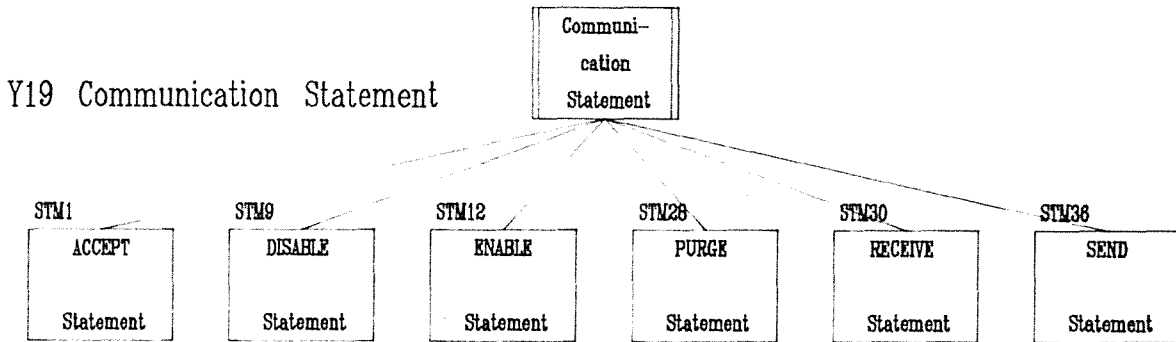 Communi-
cation
Statement
Y19 Communication Statement
STM1
STM9
STM12
STM28
STM30
STM36
ACCEPT
Statement
DISABLE
Statement
ENABLE
Statement
PURGE
Statement
RECEIVE
Statement
SEND
Statement